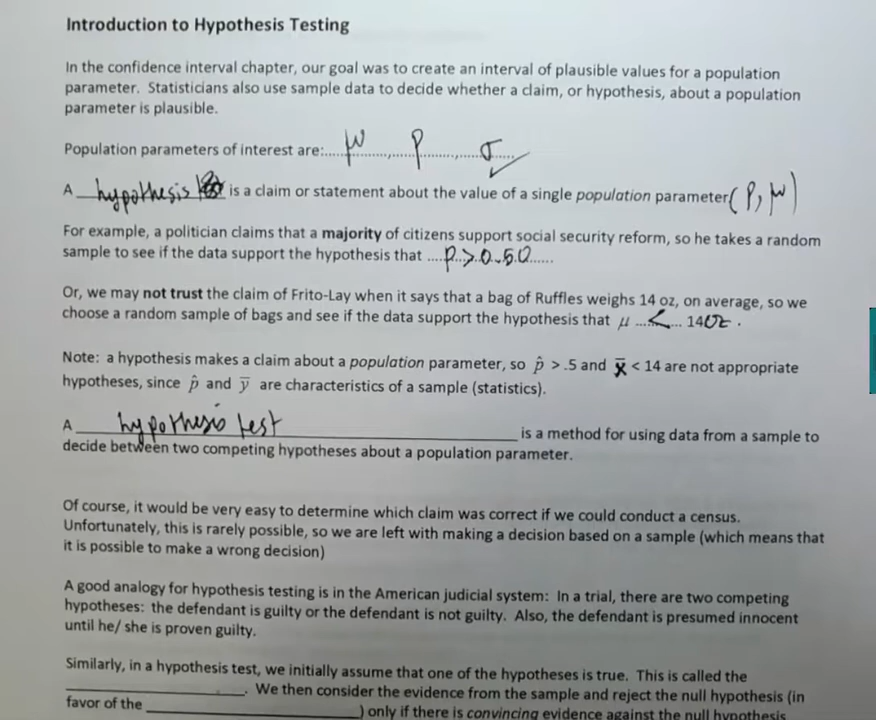 Introduction to Hypothesis Testing
In the confidence interval chapter, our goal was to create an interval of plausible values for a population
parameter. Statisticians also use sample data to decide whether a claim, or hypothesis, about a population
parameter is plausible.
Population parameters of interest are:....μ....,....P....,....σ....
A hypothesis is a claim or statement about the value of a single population parameter (P, μ)
For example, a politician claims that a majority of citizens support social security reform, so he takes a random
sample to see if the data support the hypothesis that ....P > 0.50......
Or, we may not trust the claim of Frito-Lay when it says that a bag of Ruffles weighs 14 oz, on average, so we
choose a random sample of bags and see if the data support the hypothesis that μ ....<.... 14oz .
Note: a hypothesis makes a claim about a population parameter, so p̂ > .5 and x̄ < 14 are not appropriate
hypotheses, since p̂ and ȳ are characteristics of a sample (statistics).
A hypothesis test is a method for using data from a sample to
decide between two competing hypotheses about a population parameter.
Of course, it would be very easy to determine which claim was correct if we could conduct a census.
Unfortunately, this is rarely possible, so we are left with making a decision based on a sample (which means that
it is possible to make a wrong decision)
A good analogy for hypothesis testing is in the American judicial system: In a trial, there are two competing
hypotheses: the defendant is guilty or the defendant is not guilty. Also, the defendant is presumed innocent
until he/ she is proven guilty.
Similarly, in a hypothesis test, we initially assume that one of the hypotheses is true. This is called the
____________________. We then consider the evidence from the sample and reject the null hypothesis (in
favor of the ________________________) only if there is convincing evidence against the null hypothesis